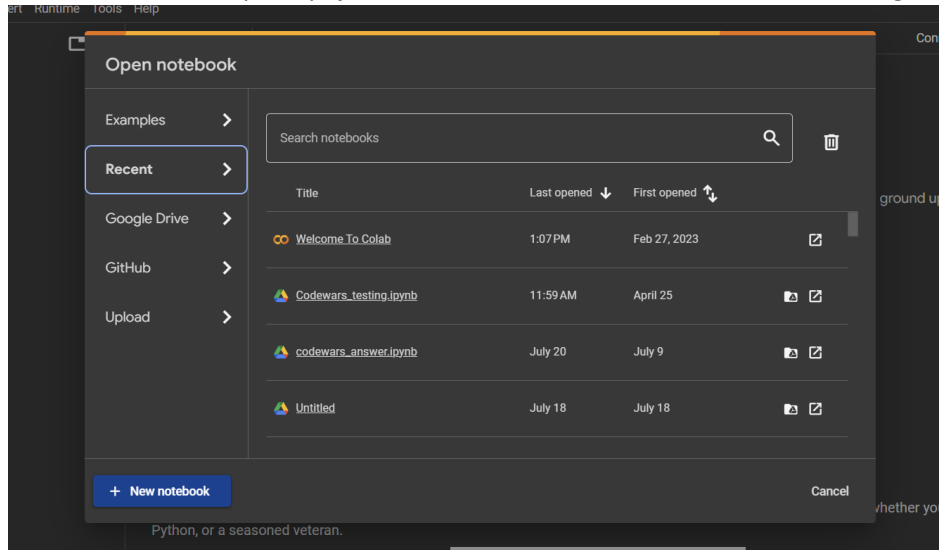 Runtime Tools Help
Con
Open notebook
Examples
Search notebooks
Recent
Title Last opened First opened
ground up
Google Drive
Welcome To Colab 1:07 PM Feb 27, 2023
GitHub
Codewars_testing.ipynb 11:59 AM April 25
Upload
codewars_answer.ipynb July 20 July 9
Untitled July 18 July 18
+ New notebook
Cancel
whether you
Python, or a seasoned veteran.